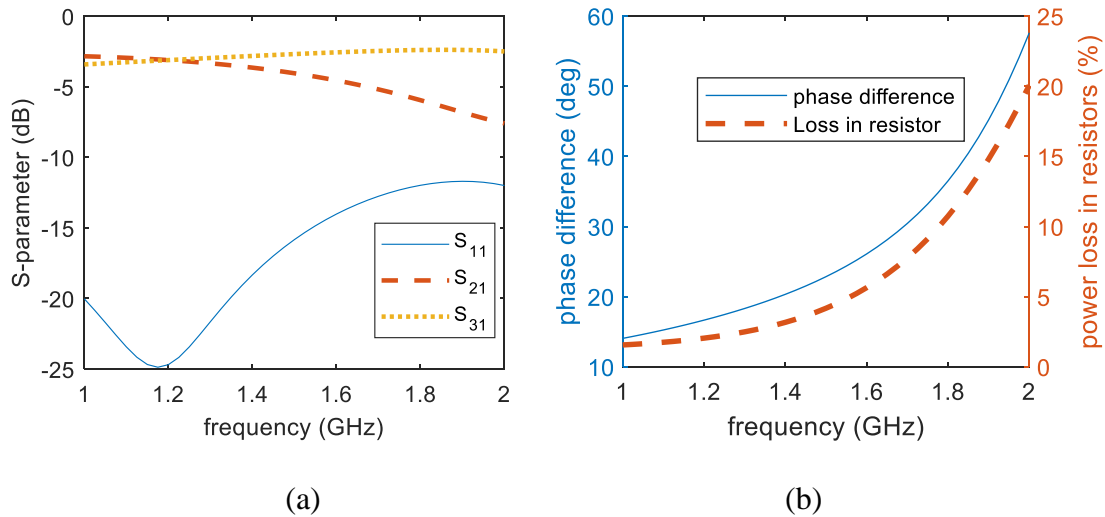 0
-5
-10
-15
-20
-25
S-parameter (dB)
S11
S21
S31
1
1.2
1.4
1.6
1.8
2
frequency (GHz)
(a)
60
50
40
30
20
10
phase difference (deg)
phase difference
Loss in resistor
25
20
15
10
5
0
power loss in resistors (%)
1
1.2
1.4
1.6
1.8
2
frequency (GHz)
(b)